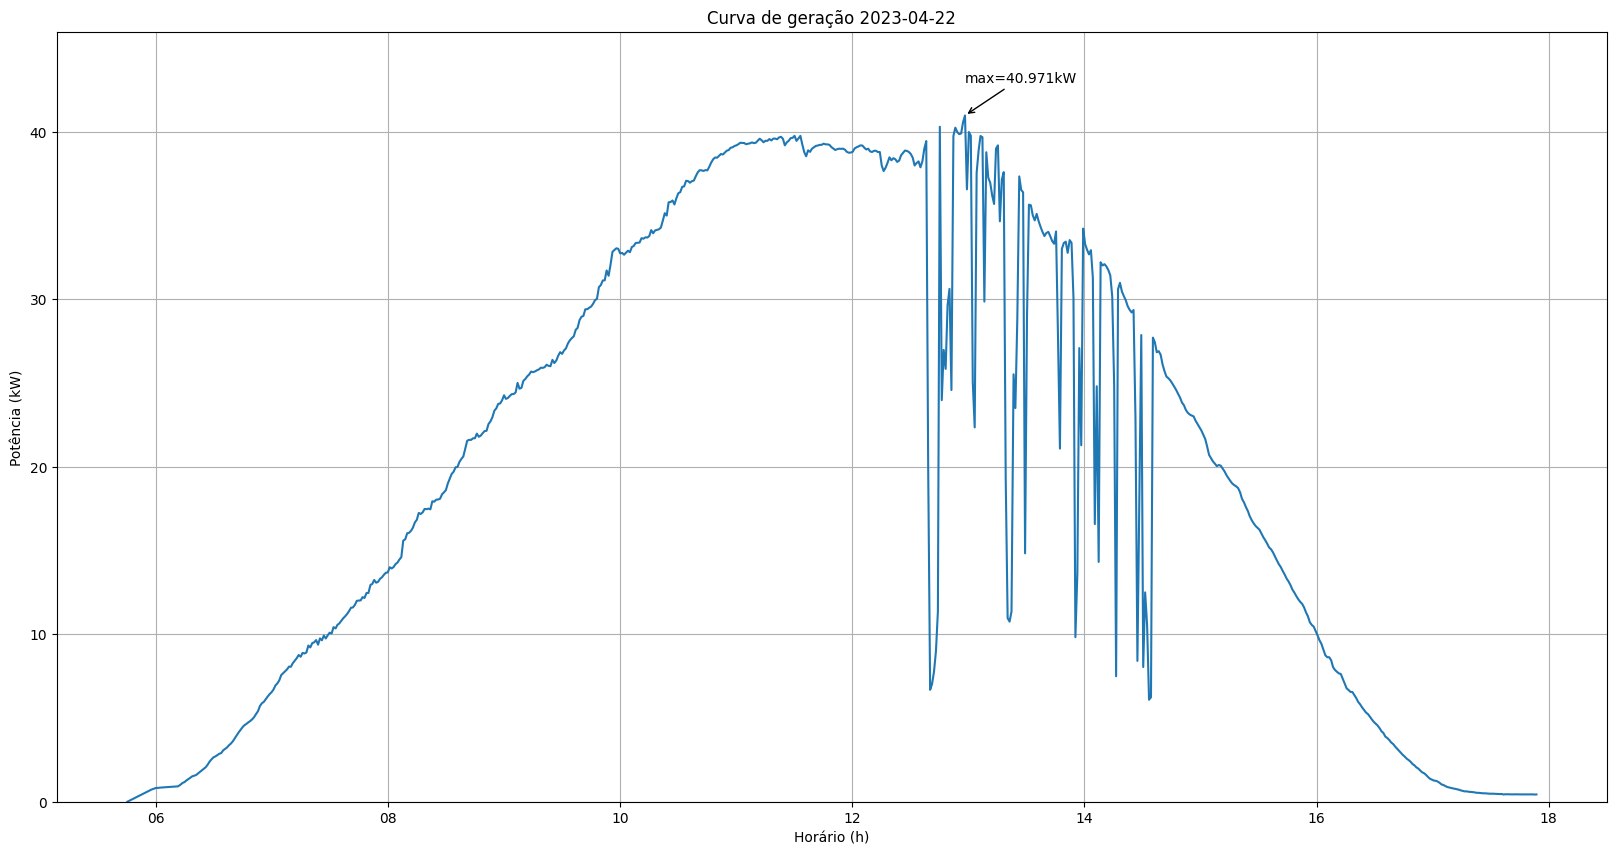 Curva de geração 2023-04-22
max=40.971kW
Potência (kW)
40
30
20
10
0
06 08 10 12 14 16 18
Horário (h)